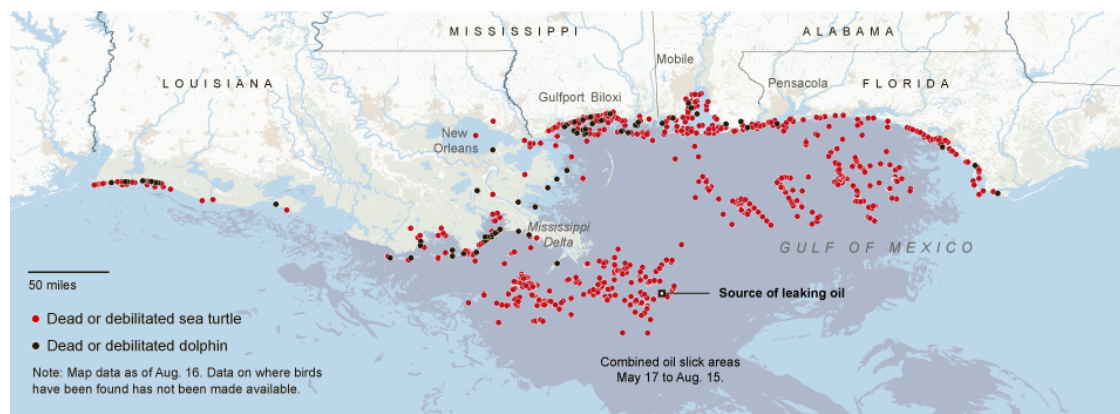 MISSISSIPPI
ALABAMA
Mobile
LOUISIANA
Pensacola
FLORIDA
Gulfport Biloxi
New
Orleans
Mississippi
Delta
GULF OF MEXICO
50 miles
Source of leaking oil
Dead or debilitated sea turtle
Dead or debilitated dolphin
Combined oil slick areas
May 17 to Aug. 15.
Note: Map data as of Aug. 16. Data on where birds
have been found has not been made available.